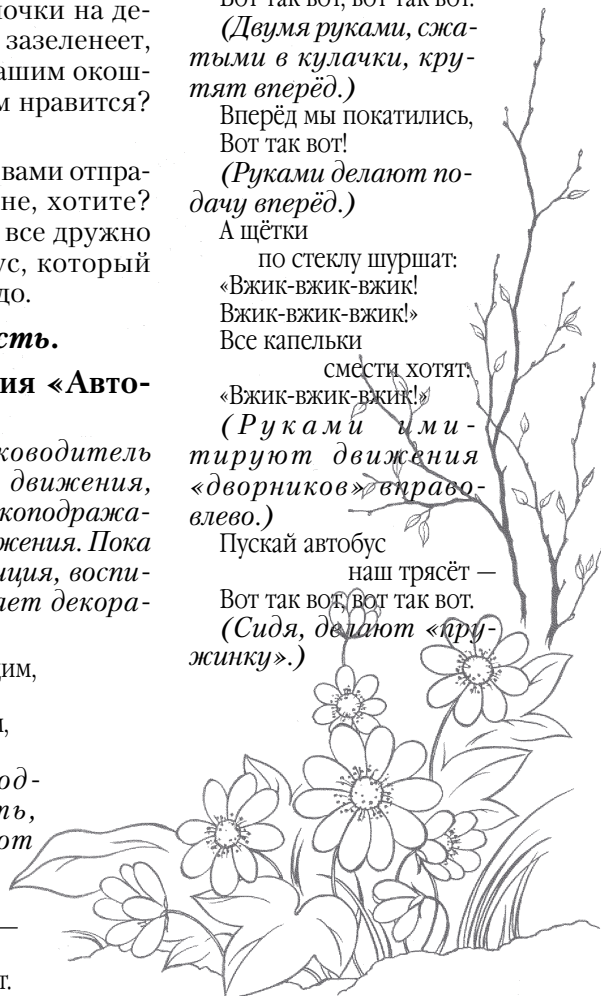 очки на де-
зазеленеет,
ашим окош-
м нравится?
вами отпра-
не, хотите?
все дружно
ус, который
до.
сть.
ия «Авто-
ководитель
движения,
коподража-
жения. Пока
иция, воспи-
ает декора-
им,
од-
ть,
от
—
т.
Вот так вот, вот так вот.
(Двумя руками, сжа-
тыми в кулачки, кру-
тят вперёд.)
Вперёд мы покатились,
Вот так вот!
(Руками делают по-
дачу вперёд.)
А щётки
по стеклу шуршат:
«Вжик-вжик-вжик!
Вжик-вжик-вжик!»
Все капельки
смести хотят:
«Вжик-вжик-вжик!»
(Руками ими-
тируют движения
«дворников» вправо-
влево.)
Пускай автобус
наш трясёт —
Вот так вот, вот так вот.
(Сидя, делают «пру-
жинку».)